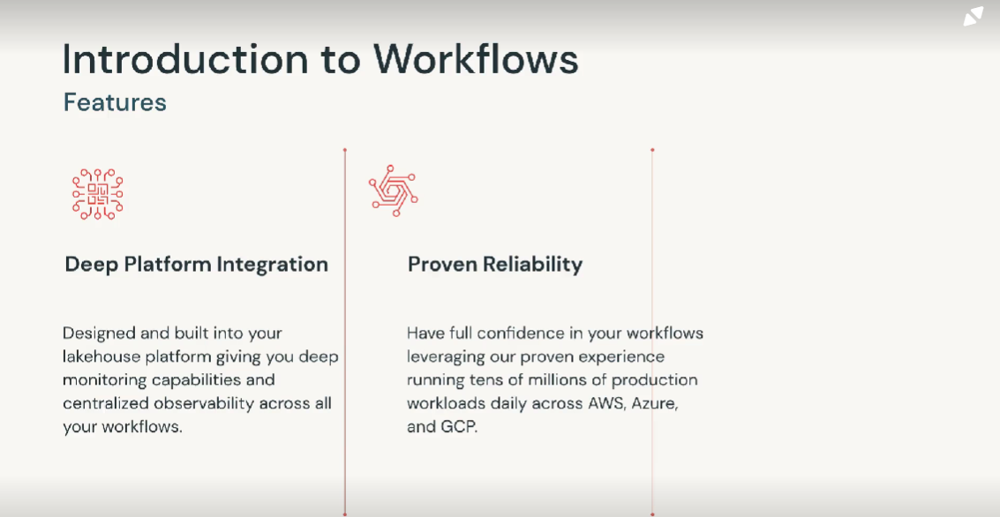 Introduction to Workflows
Features
Deep Platform Integration
Designed and built into your
lakehouse platform giving you deep
monitoring capabilities and
centralized observability across all
your workflows.
Proven Reliability
Have full confidence in your workflows
leveraging our proven experience
running tens of millions of production
workloads daily across AWS, Azure,
and GCP.